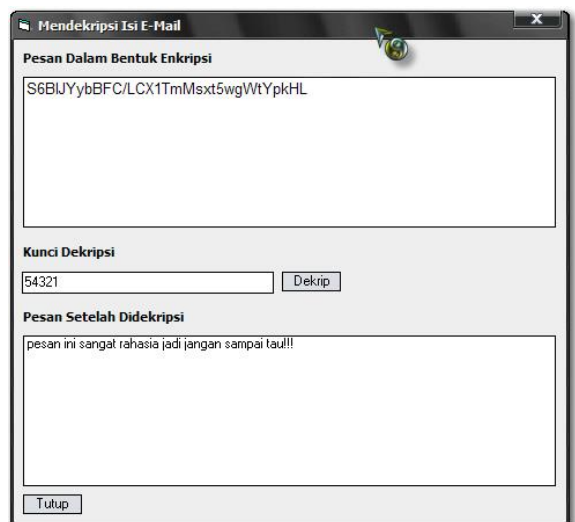 Mendekripsi Isi E-Mail
Pesan Dalam Bentuk Enkripsi
S6BlJYybBFC/LCX1TmMsxt5wgWtYpkHL
Kunci Dekripsi
54321
Dekrip
Pesan Setelah Didekripsi
pesan ini sangat rahasia jadi jangan sampai tau!!!
Tutup